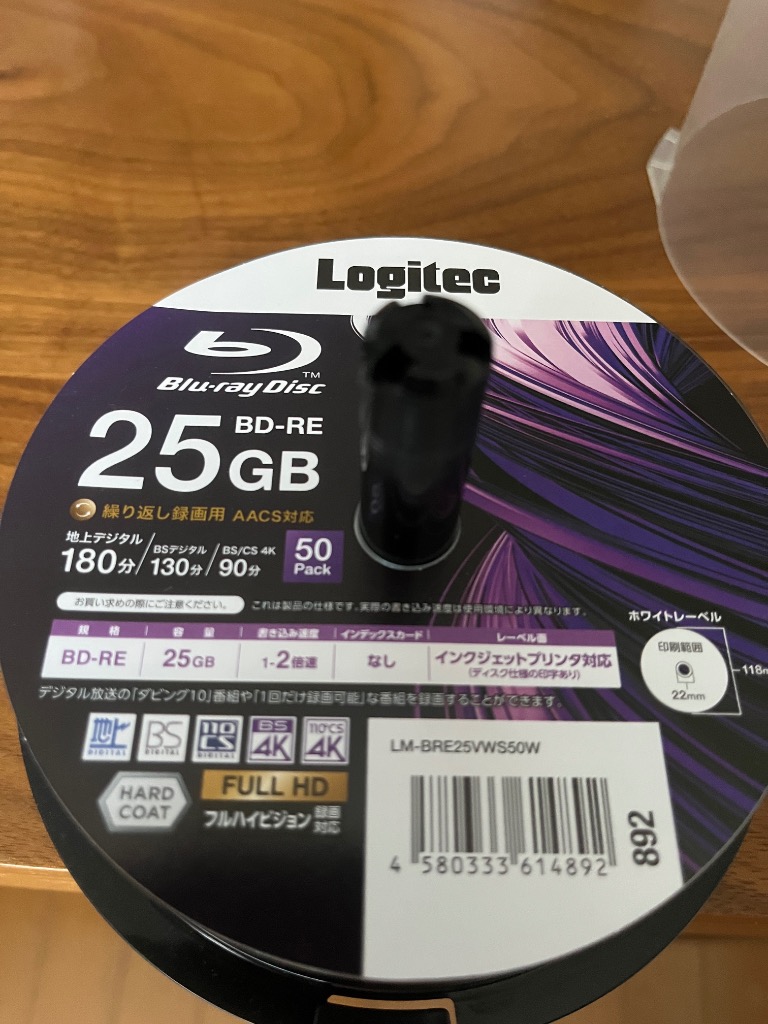 Logitec
Blu-ray Disc
TM
BD-RE
25GB
繰り返し録画用 AACS対応
地上デジタル 180分/BSデジタル 130分/BS/CS 4K 90分
50 Pack
お買い求めの際にご注意ください。 これは製品の仕様です。実際の書き込み速度は使用環境により異なります。
規格 容量 書き込み速度 インデックスカード レーベル面
BD-RE 25GB 1-2倍速 なし インクジェットプリンタ対応
(ディスク仕様の印字あり)
ホワイトレーベル
印刷範囲
22mm
118m
デジタル放送の「ダビング10」番組や「1回だけ録画可能」な番組を録画することができます。
地上 DIGITAL
BS DIGITAL
110 CS DIGITAL
BS 4K
110°CS 4K
HARD COAT
FULL HD
フルハイビジョン 録画対応
LM-BRE25VWS50W
4 580333 614892
892